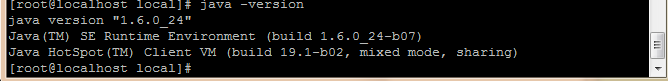 [root@localhost local]# java -version
java version "1.6.0_24"
Java(TM) SE Runtime Environment (build 1.6.0_24-b07)
Java HotSpot(TM) Client VM (build 19.1-b02, mixed mode, sharing)
[root@localhost local]#